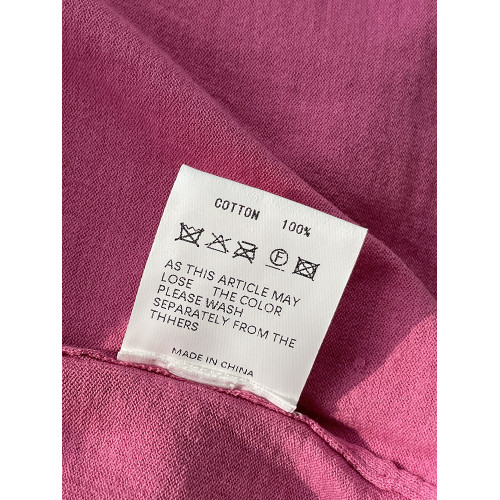 COTTON 100%
AS THIS ARTICLE MAY
LOSE THE COLOR
PLEASE WASH
SEPARATELY FROM THE
THHERS
MADE IN CHINA